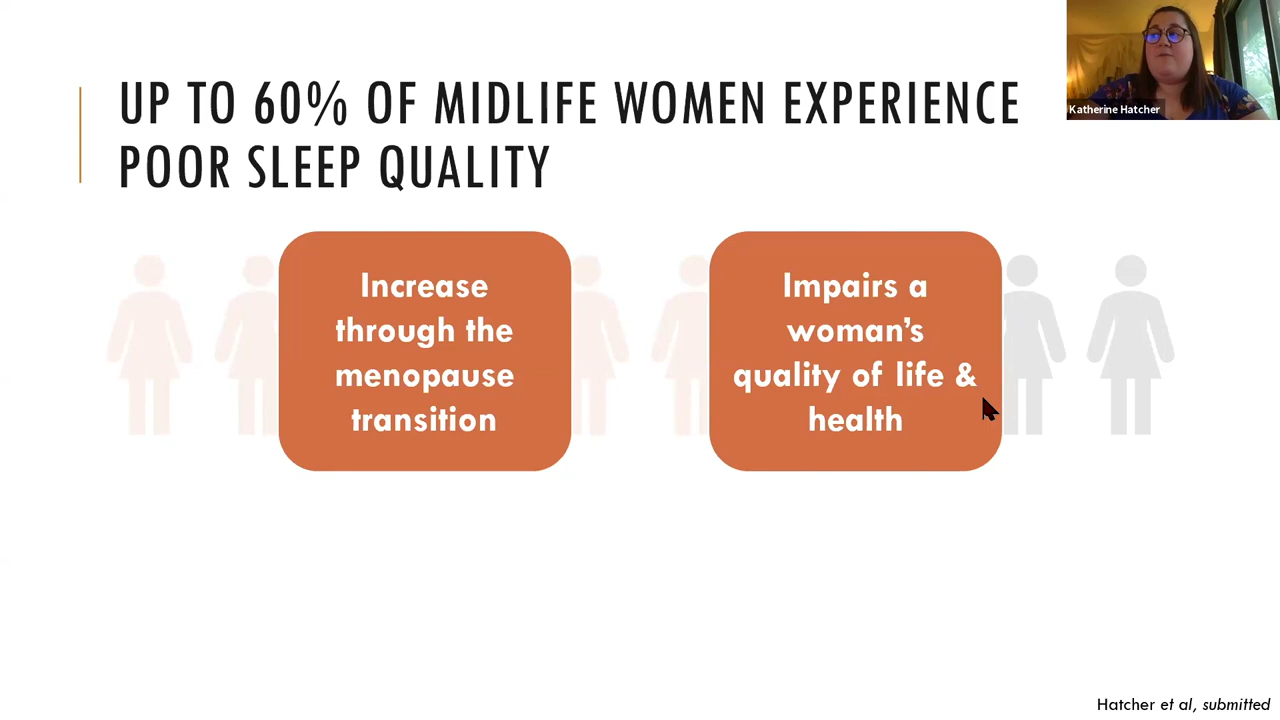 UP TO 60% OF MIDLIFE WOMEN EXPERIENCE
POOR SLEEP QUALITY
Katherine Hatcher
Increase
through the
menopause
transition
Impairs a
woman's
quality of life &
health
Hatcher et al, submitted